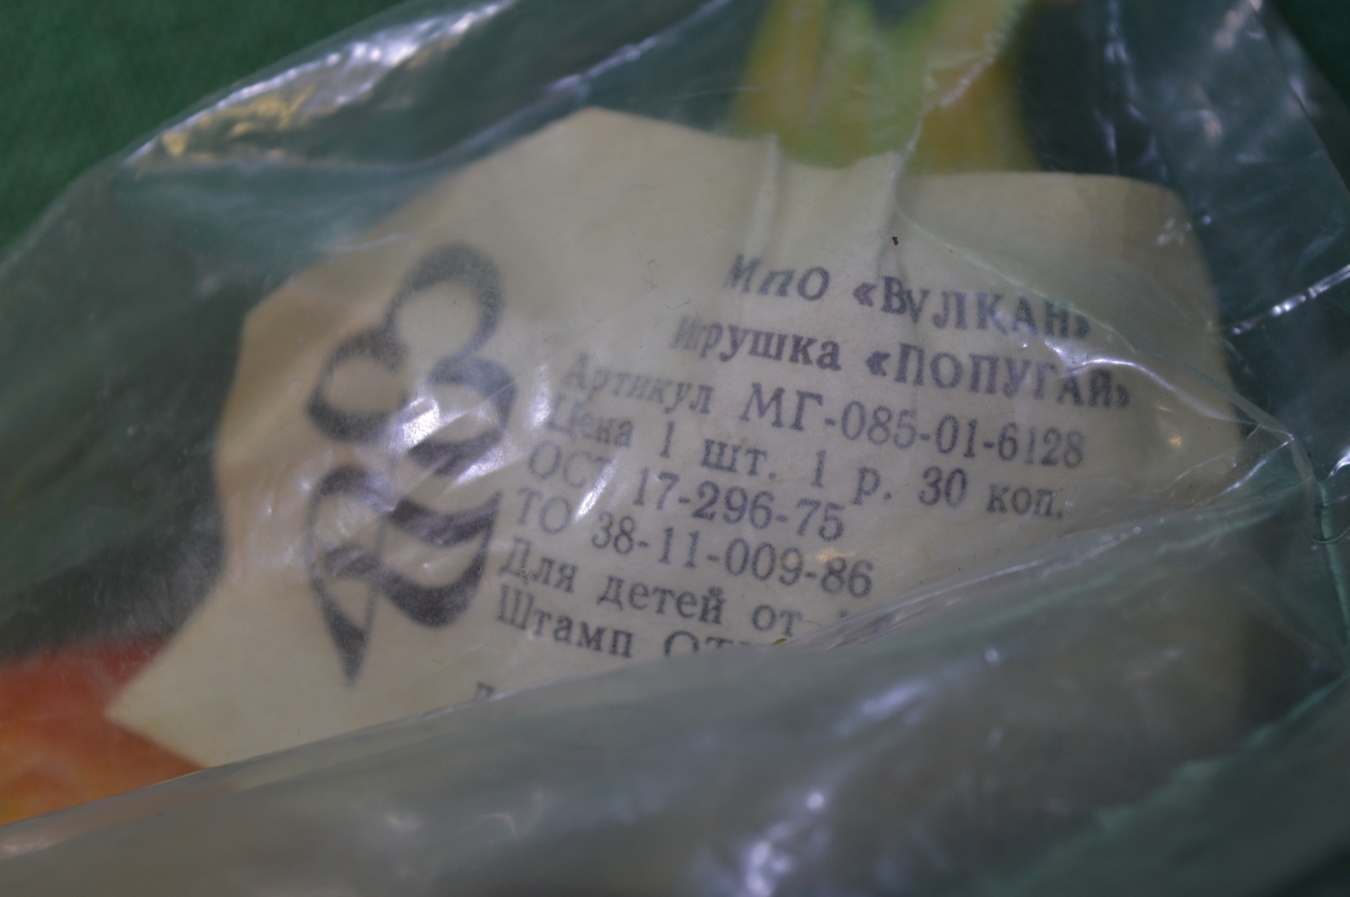 ИПО «ВУЛКАН»
Игрушка «ПОПУГАЙ»
Артикул МГ-085-01-6128
Цена 1 шт. 1 р. 30 коп.
ОСТ 17-296-75
ТО 38-11-009-86
Для детей от
Штамп